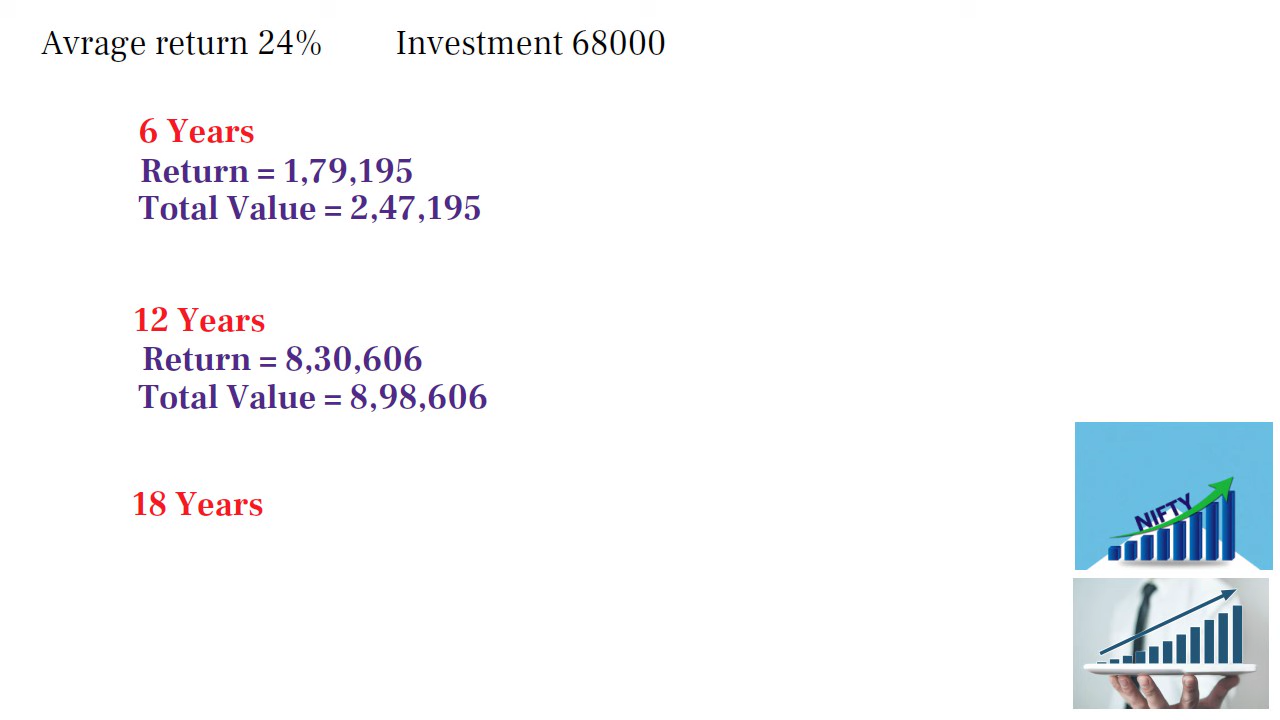 Avrage return 24% Investment 68000
6 Years
Return = 1,79,195
Total Value = 2,47,195
12 Years
Return = 8,30,606
Total Value = 8,98,606
18 Years
NIFTY